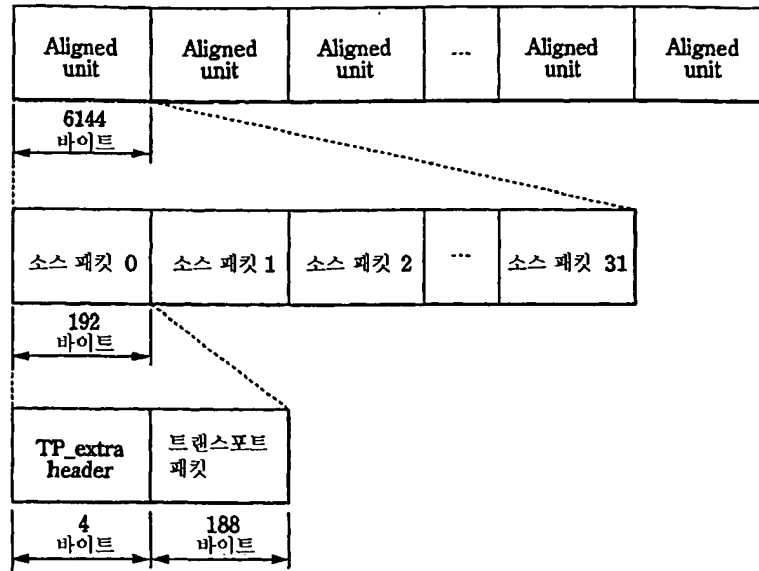 Aligned unit
Aligned unit
Aligned unit
...
Aligned unit
Aligned unit
6144
바이트
소스 패킷 0
소스 패킷 1
소스 패킷 2
...
소스 패킷 31
192
바이트
TP_extra
header
트랜스포트
패킷
4
바이트
188
바이트